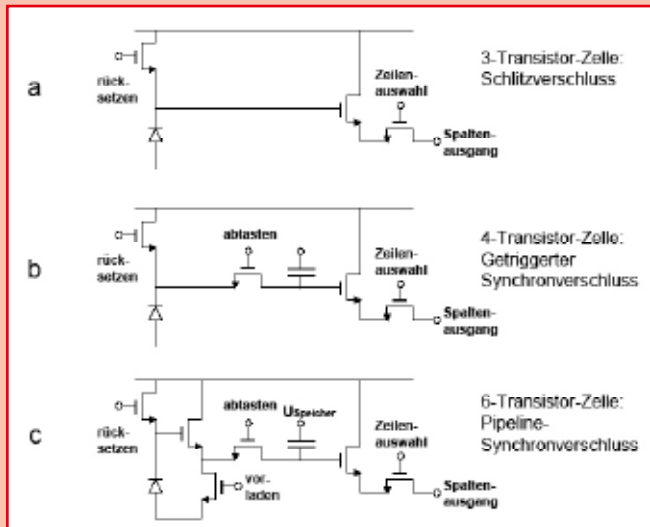 a
rück-
setzen
Zeilen-
auswahl
Spalten-
ausgang
3-Transistor-Zelle:
Schlitzverschluss
b
rück-
setzen
abtasten
Zeilen-
auswahl
Spalten-
ausgang
4-Transistor-Zelle:
Getriggerter
Synchronverschluss
c
rück-
setzen
abtasten
USpeicher
vor-
laden
Zeilen-
auswahl
Spalten-
ausgang
6-Transistor-Zelle:
Pipeline-
Synchronverschluss